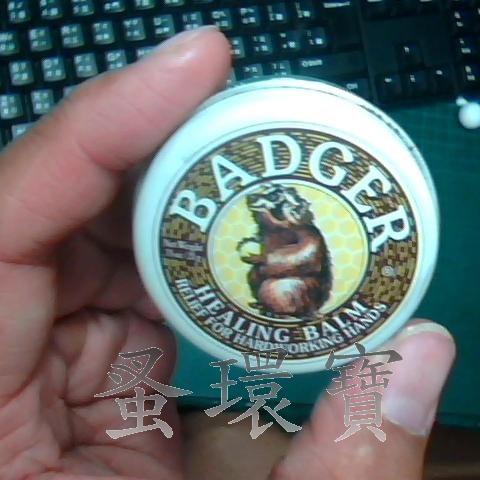 BADGER
HEALING BALM
RELIEF FOR HARDWORKING HANDS
蚤環寶